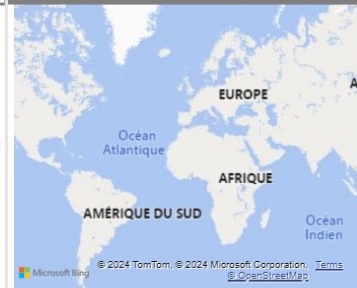 EUROPE
A
Océan
Atlantique
AFRIQUE
AMÉRIQUE DU SUD
Océan
Indien
© 2024 TomTom, © 2024 Microsoft Corporation, Terms
Microsoft Bing
© OpenStreetMap